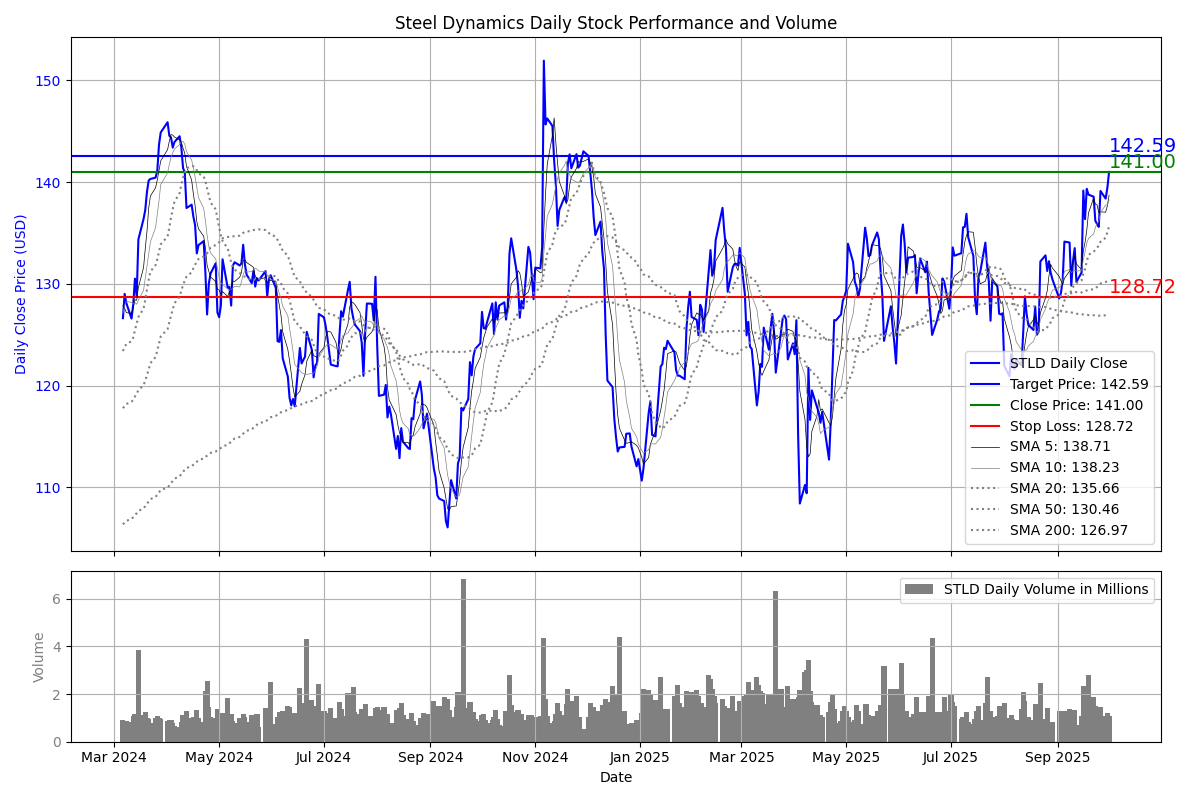 Steel Dynamics Daily Stock Performance and Volume
Daily Close Price (USD)
150
140
130
120
110
142.59
141.00
128.72
STLD Daily Close
Target Price: 142.59
Close Price: 141.00
Stop Loss: 128.72
SMA 5: 138.71
SMA 10: 138.23
SMA 20: 135.66
SMA 50: 130.46
SMA 200: 126.97
Volume
6
4
2
0
STLD Daily Volume in Millions
Mar 2024 May 2024 Jul 2024 Sep 2024 Nov 2024 Jan 2025 Mar 2025 May 2025 Jul 2025 Sep 2025
Date